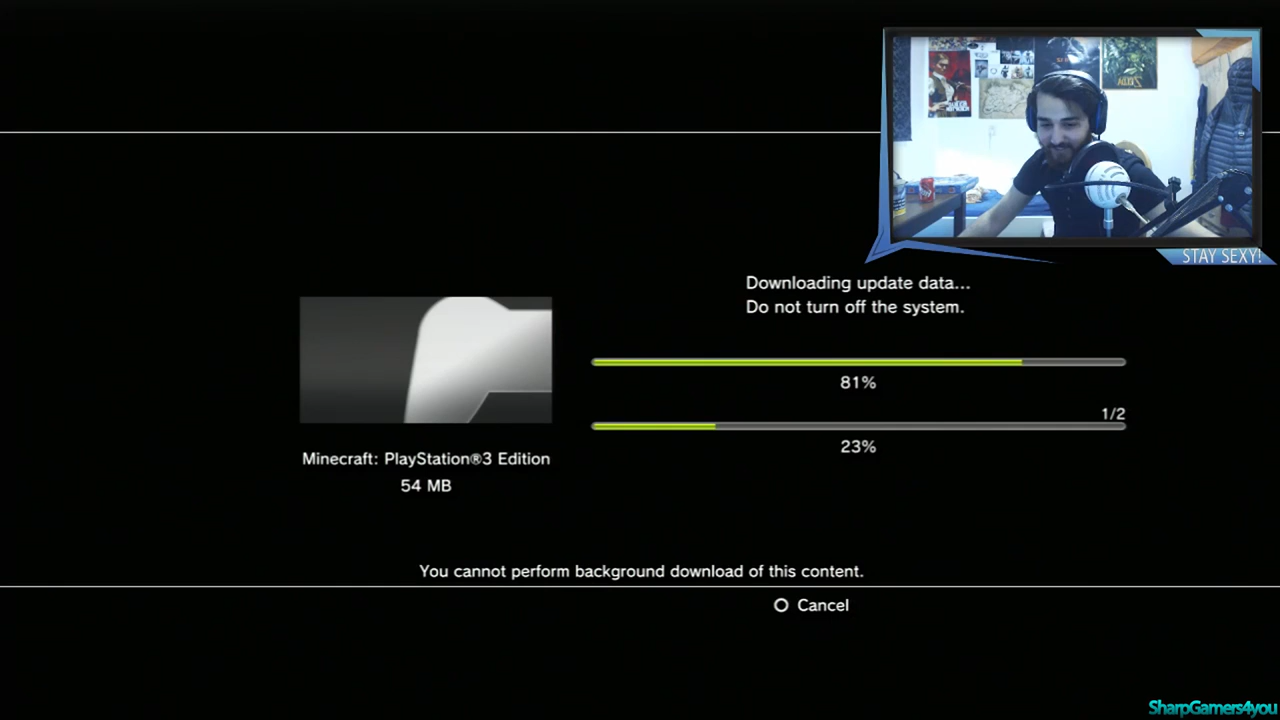 STAY SEXY!
Downloading update data...
Do not turn off the system.
81%
1/2
23%
Minecraft: PlayStation®3 Edition
54 MB
You cannot perform background download of this content.
Cancel
SharpGamers4you